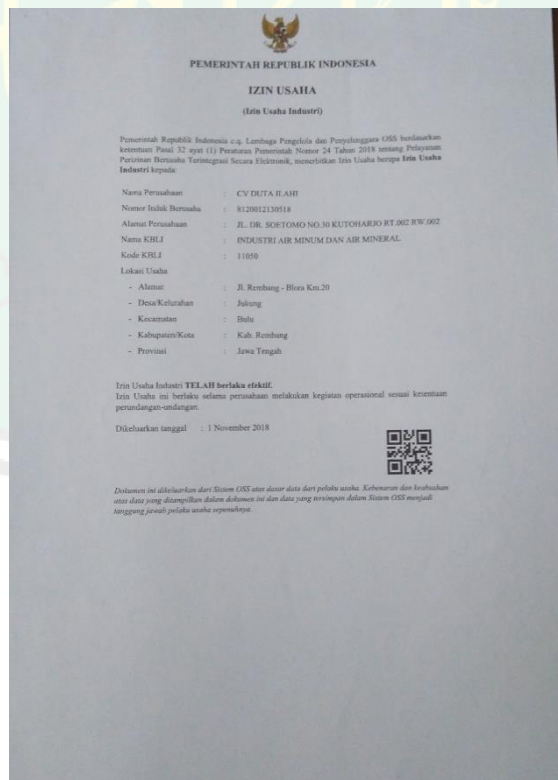 PEMERINTAH REPUBLIK INDONESIA
IZIN USAHA
(Izin Usaha Industri)
Pemerintah Republik Indonesia c.q. Lembaga Pengelola dan Penyelenggara OSS berdasarkan
ketentuan Pasal 32 ayat (1) Peraturan Pemerintah Nomor 24 Tahun 2018 tentang Pelayanan
Perizinan Berusaha Terintegrasi Secara Elektronik, menerbitkan Izin Usaha berupa Izin Usaha
Industri kepada:
Nama Perusahaan : CV DUTA ILAHI
Nomor Induk Berusaha : 8120012130518
Alamat Perusahaan : JL. DR. SOETOMO NO.30 KUTOHARJO RT.002 RW.002
Nama KBLI : INDUSTRI AIR MINUM DAN AIR MINERAL
Kode KBLI : 11050
Lokasi Usaha
- Alamat : Jl. Rembang - Blora Km.20
- Desa/Kelurahan : Jukung
- Kecamatan : Bulu
- Kabupaten/Kota : Kab. Rembang
- Provinsi : Jawa Tengah
Izin Usaha Industri TELAH berlaku efektif.
Izin Usaha ini berlaku selama perusahaan melakukan kegiatan operasional sesuai ketentuan
perundangan-undangan.
Dikeluarkan tanggal : 1 November 2018
Dokumen ini dikeluarkan dari Sistem OSS atas dasar data dari pelaku usaha. Kebenaran dan keabsahan
atas data yang ditampilkan dalam dokumen ini dan data yang tersimpan dalam Sistem OSS menjadi
tanggung jawab pelaku usaha sepenuhnya.